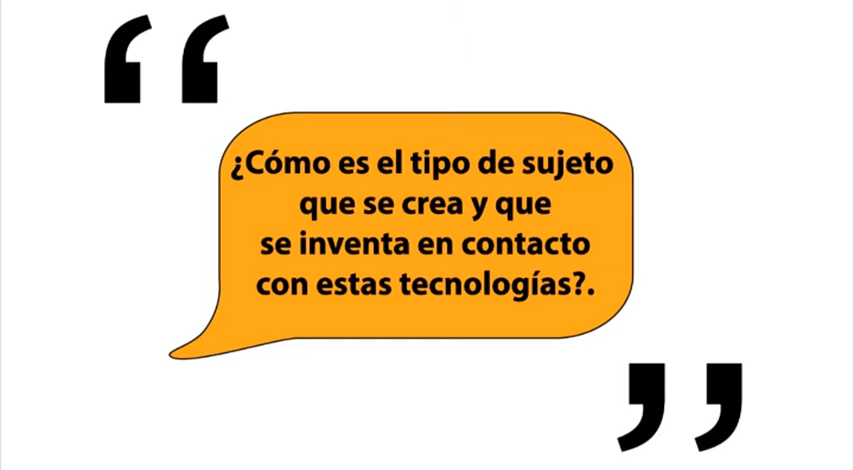 “
¿Cómo es el tipo de sujeto
que se crea y que
se inventa en contacto
con estas tecnologías?.
”